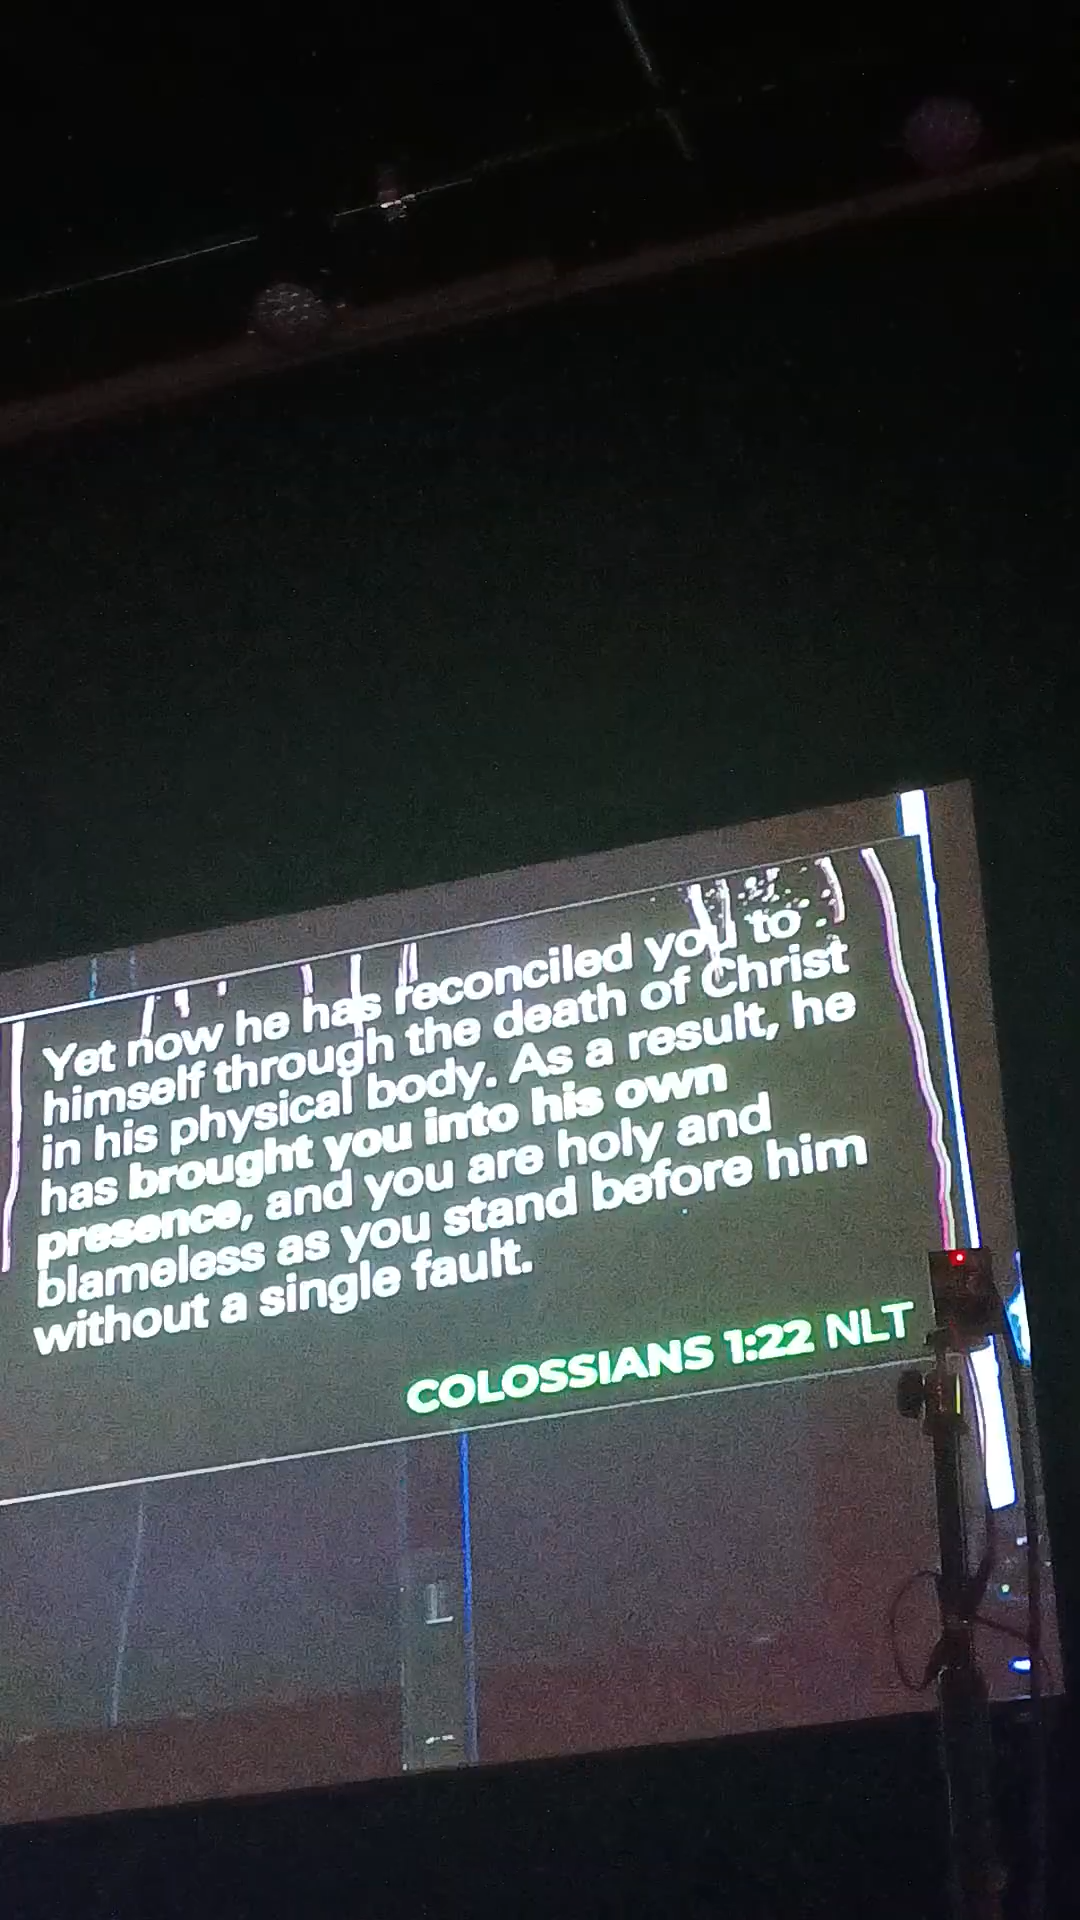 Yet now he has reconciled you to
himself through the death of Christ
in his physical body. As a result, he
has brought you into his own
presence, and you are holy and
blameless as you stand before him
without a single fault.
COLOSSIANS 1:22 NLT